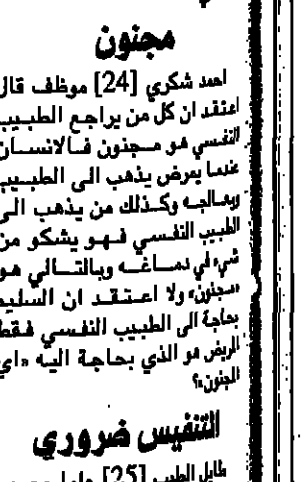 مجنون
احمد شكري [24] موظف قال
اعتقد ان كل من يراجع الطبيب
النفسي هو مجنون فالانسان
عندما يمرض يذهب الى الطبيب
ويعالجه وكذلك من يذهب الى
الطبيب النفسي فهو يشكو من
شيء في دماغه وبالتالي هو
«مجنون» ولا اعتقد ان السليم
بحاجة الى الطبيب النفسي فقط
المريض هو الذي بحاجة اليه «اي
المجنون»؟
التنفيس ضروري
[25]